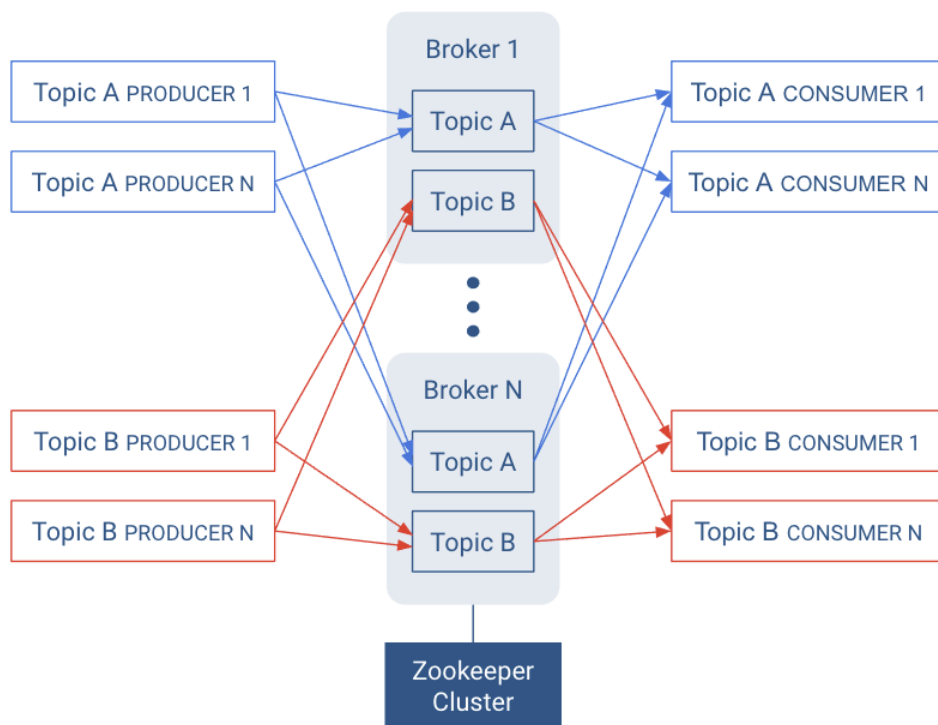 Broker 1
Topic A PRODUCER 1
Topic A
Topic A CONSUMER 1
Topic A PRODUCER N
Topic B
Topic A CONSUMER N
Broker N
Topic B PRODUCER 1
Topic A
Topic B CONSUMER 1
Topic B PRODUCER N
Topic B
Topic B CONSUMER N
Zookeeper
Cluster